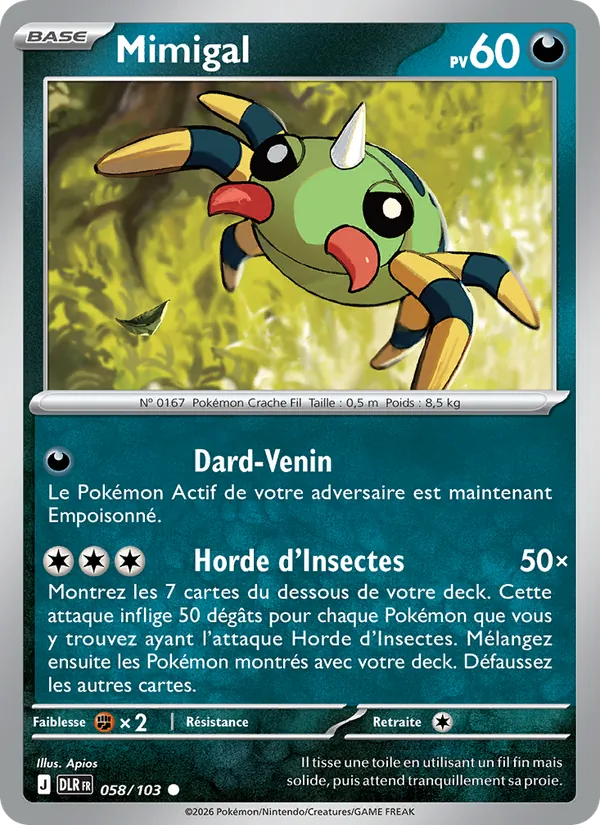 BASE
Mimigal
PV60
N° 0167 Pokémon Crache Fil Taille : 0,5 m Poids : 8,5 kg
Dard-Venin
Le Pokémon Actif de votre adversaire est maintenant
Empoisonné.
Horde d'Insectes 50×
Montrez les 7 cartes du dessous de votre deck. Cette
attaque inflige 50 dégâts pour chaque Pokémon que vous
y trouvez ayant l'attaque Horde d'Insectes. Mélangez
ensuite les Pokémon montrés avec votre deck. Défaussez
les autres cartes.
Faiblesse ×2 Résistance Retraite
Illus. Apios
Il tisse une toile en utilisant un fil fin mais
solide, puis attend tranquillement sa proie.
J DLR FR 058/103
©2026 Pokémon/Nintendo/Creatures/GAME FREAK